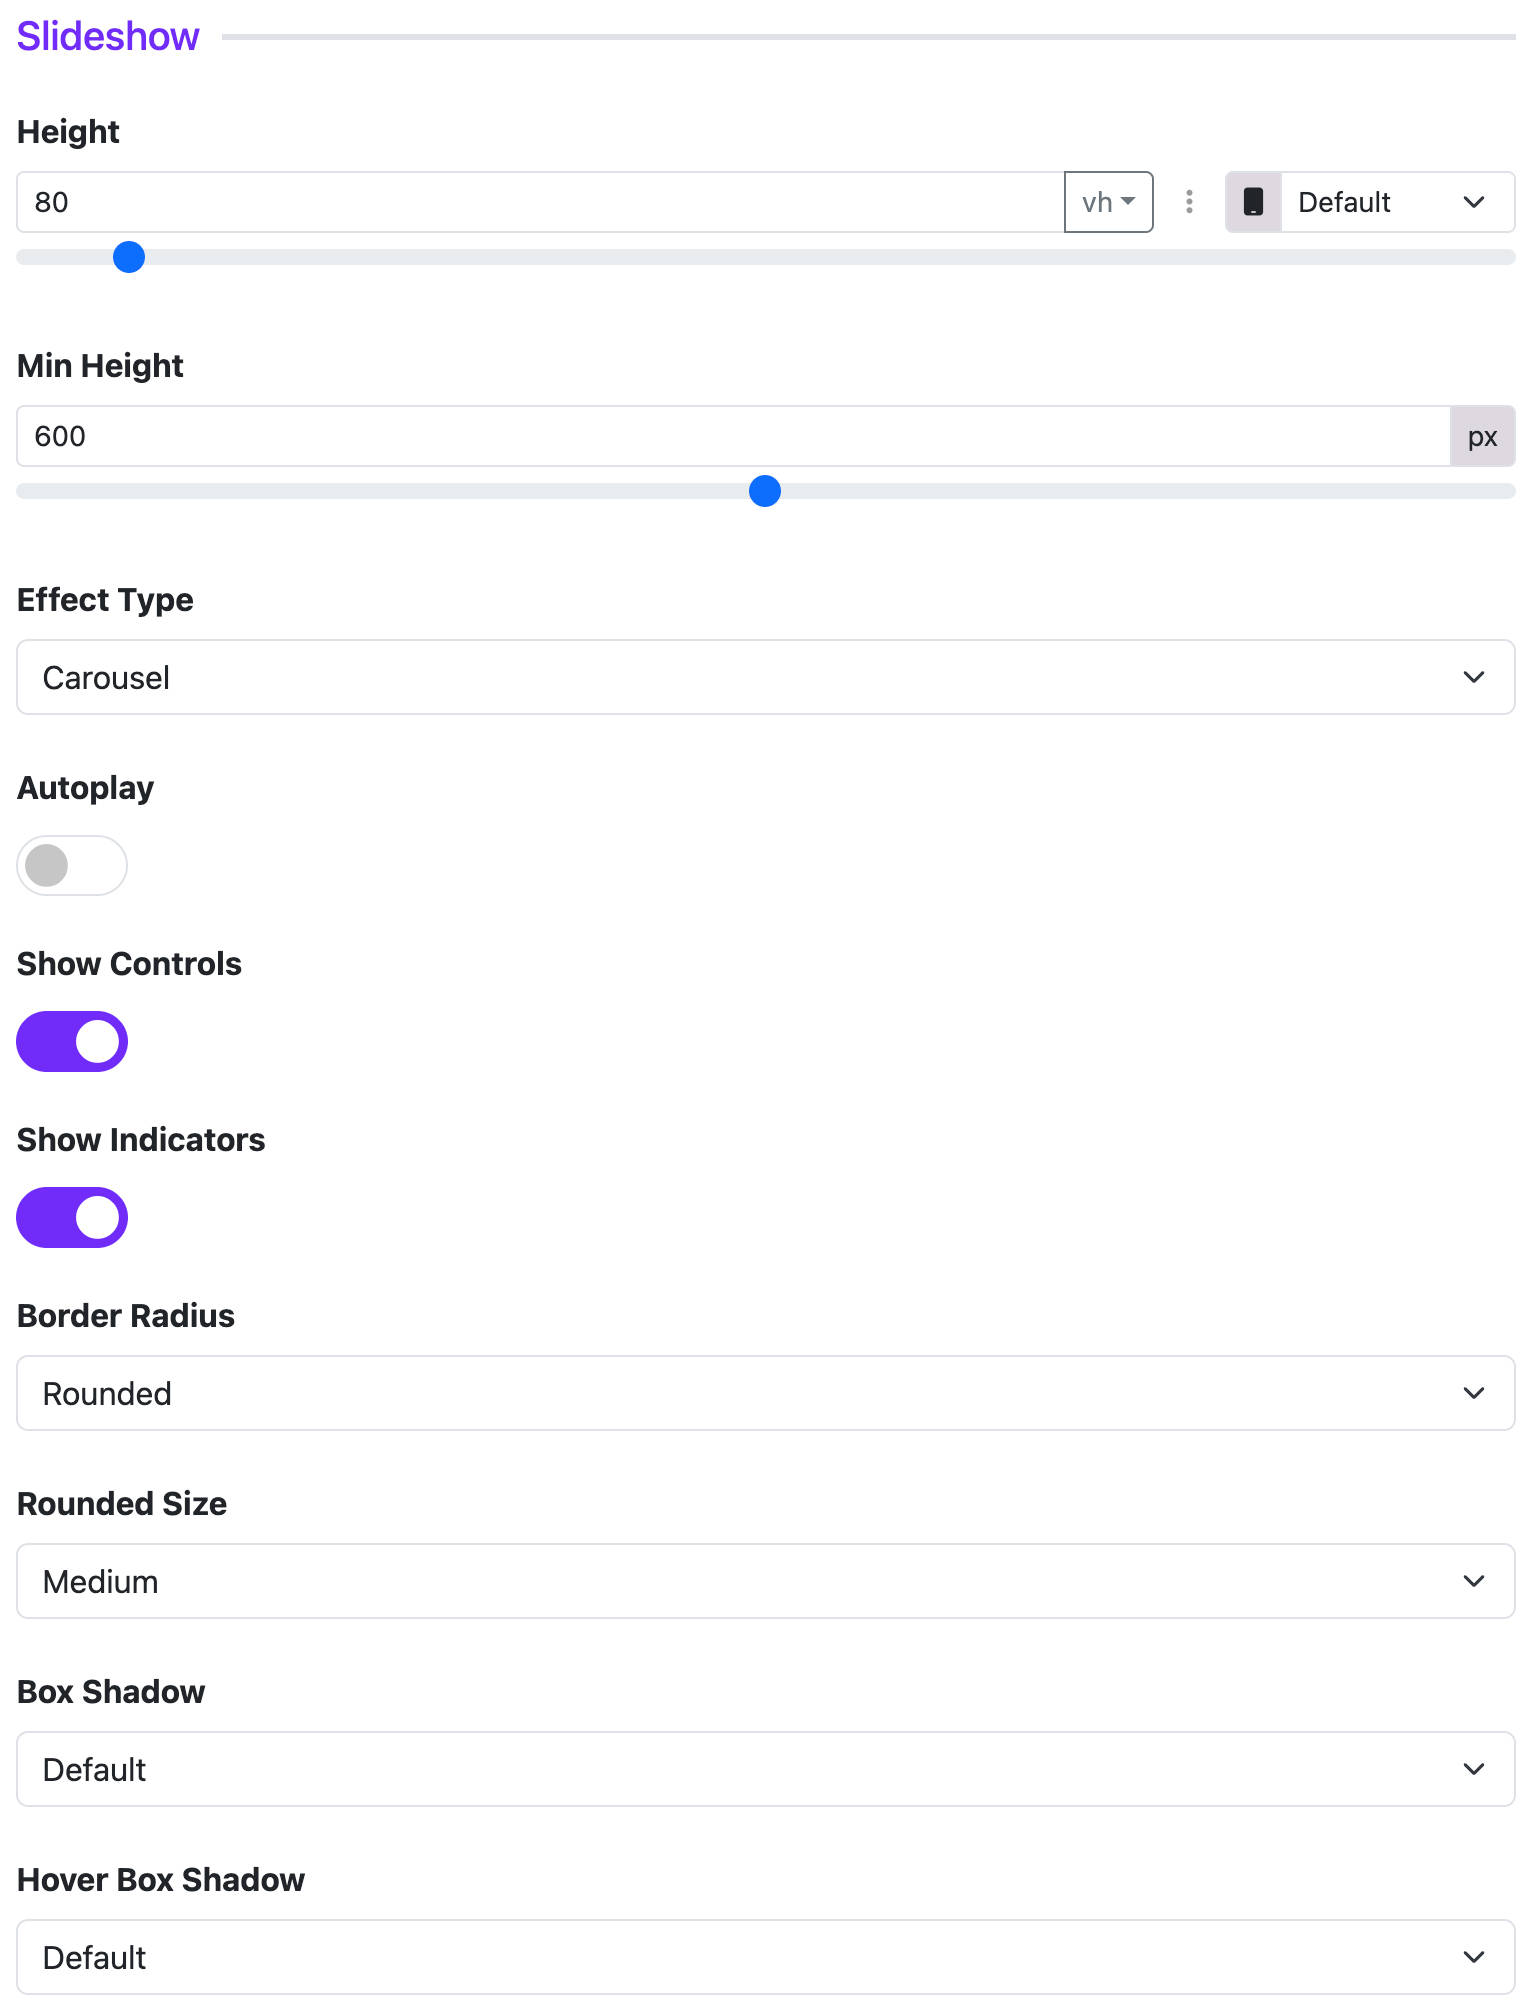 Slideshow
Height
80 vh Default
Min Height
600 px
Effect Type
Carousel
Autoplay
Show Controls
Show Indicators
Border Radius
Rounded
Rounded Size
Medium
Box Shadow
Default
Hover Box Shadow
Default